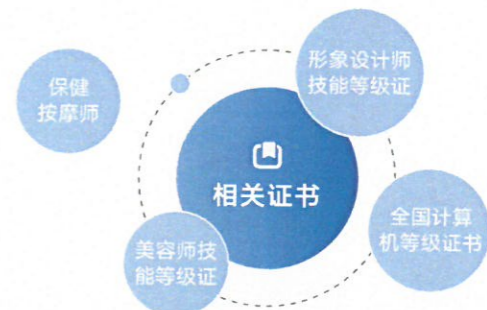 形象设计师
技能等级证
保健
按摩师
相关证书
全国计算
机等级证书
美容师技
能等级证